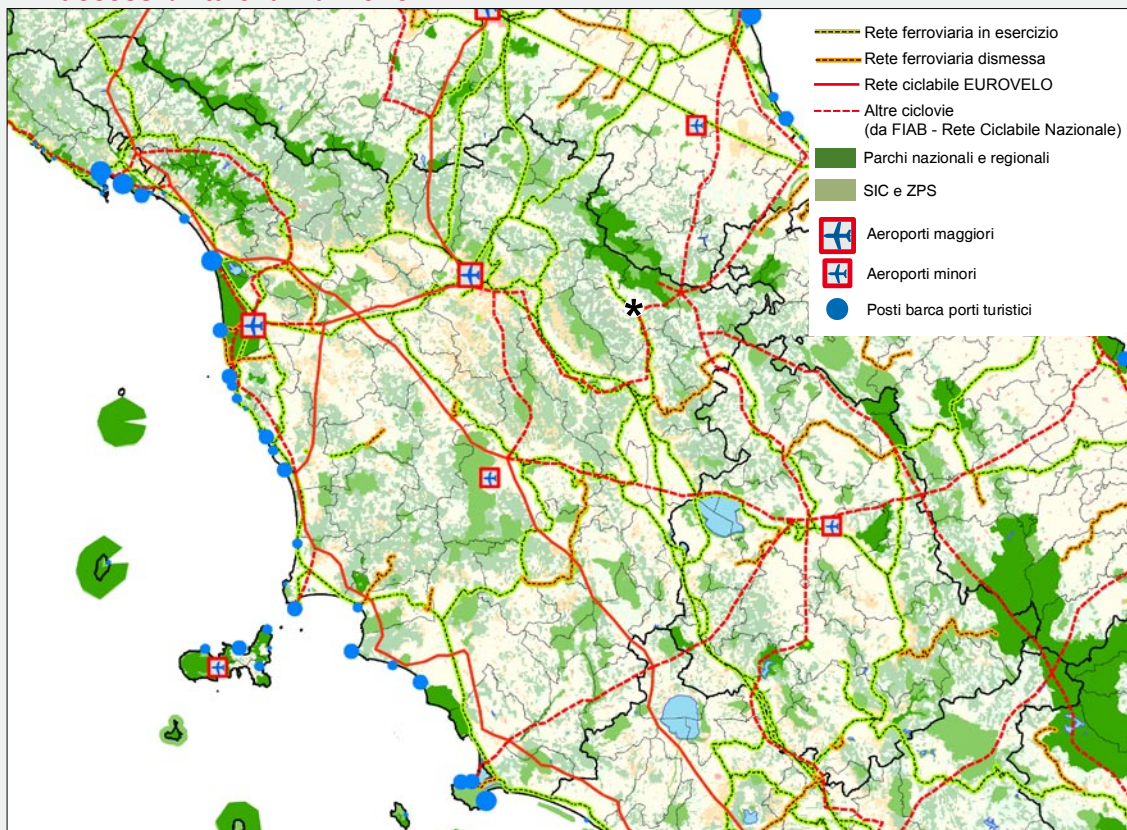 Rete ferroviaria in esercizio
Rete ferroviaria dismessa
Rete ciclabile EUROVELO
Altre ciclovie
(da FIAB - Rete Ciclabile Nazionale)
Parchi nazionali e regionali
SIC e ZPS
Aeroporti maggiori
Aeroporti minori
Posti barca porti turistici
*